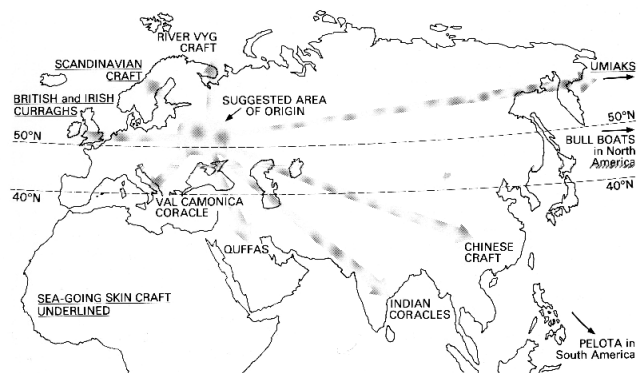 RIVER VYG
CRAFT
SCANDINAVIAN
CRAFT
UMIAKS
BRITISH and IRISH
CURRAGHS
SUGGESTED AREA
OF ORIGIN
50°N
50°N
BULL BOATS
in North
America
40°N
40°N
VAL CAMONICA
CORACLE
QUFFAS
CHINESE
CRAFT
SEA-GOING SKIN CRAFT
UNDERLINED
INDIAN
CORACLES
PELOTA in
South America